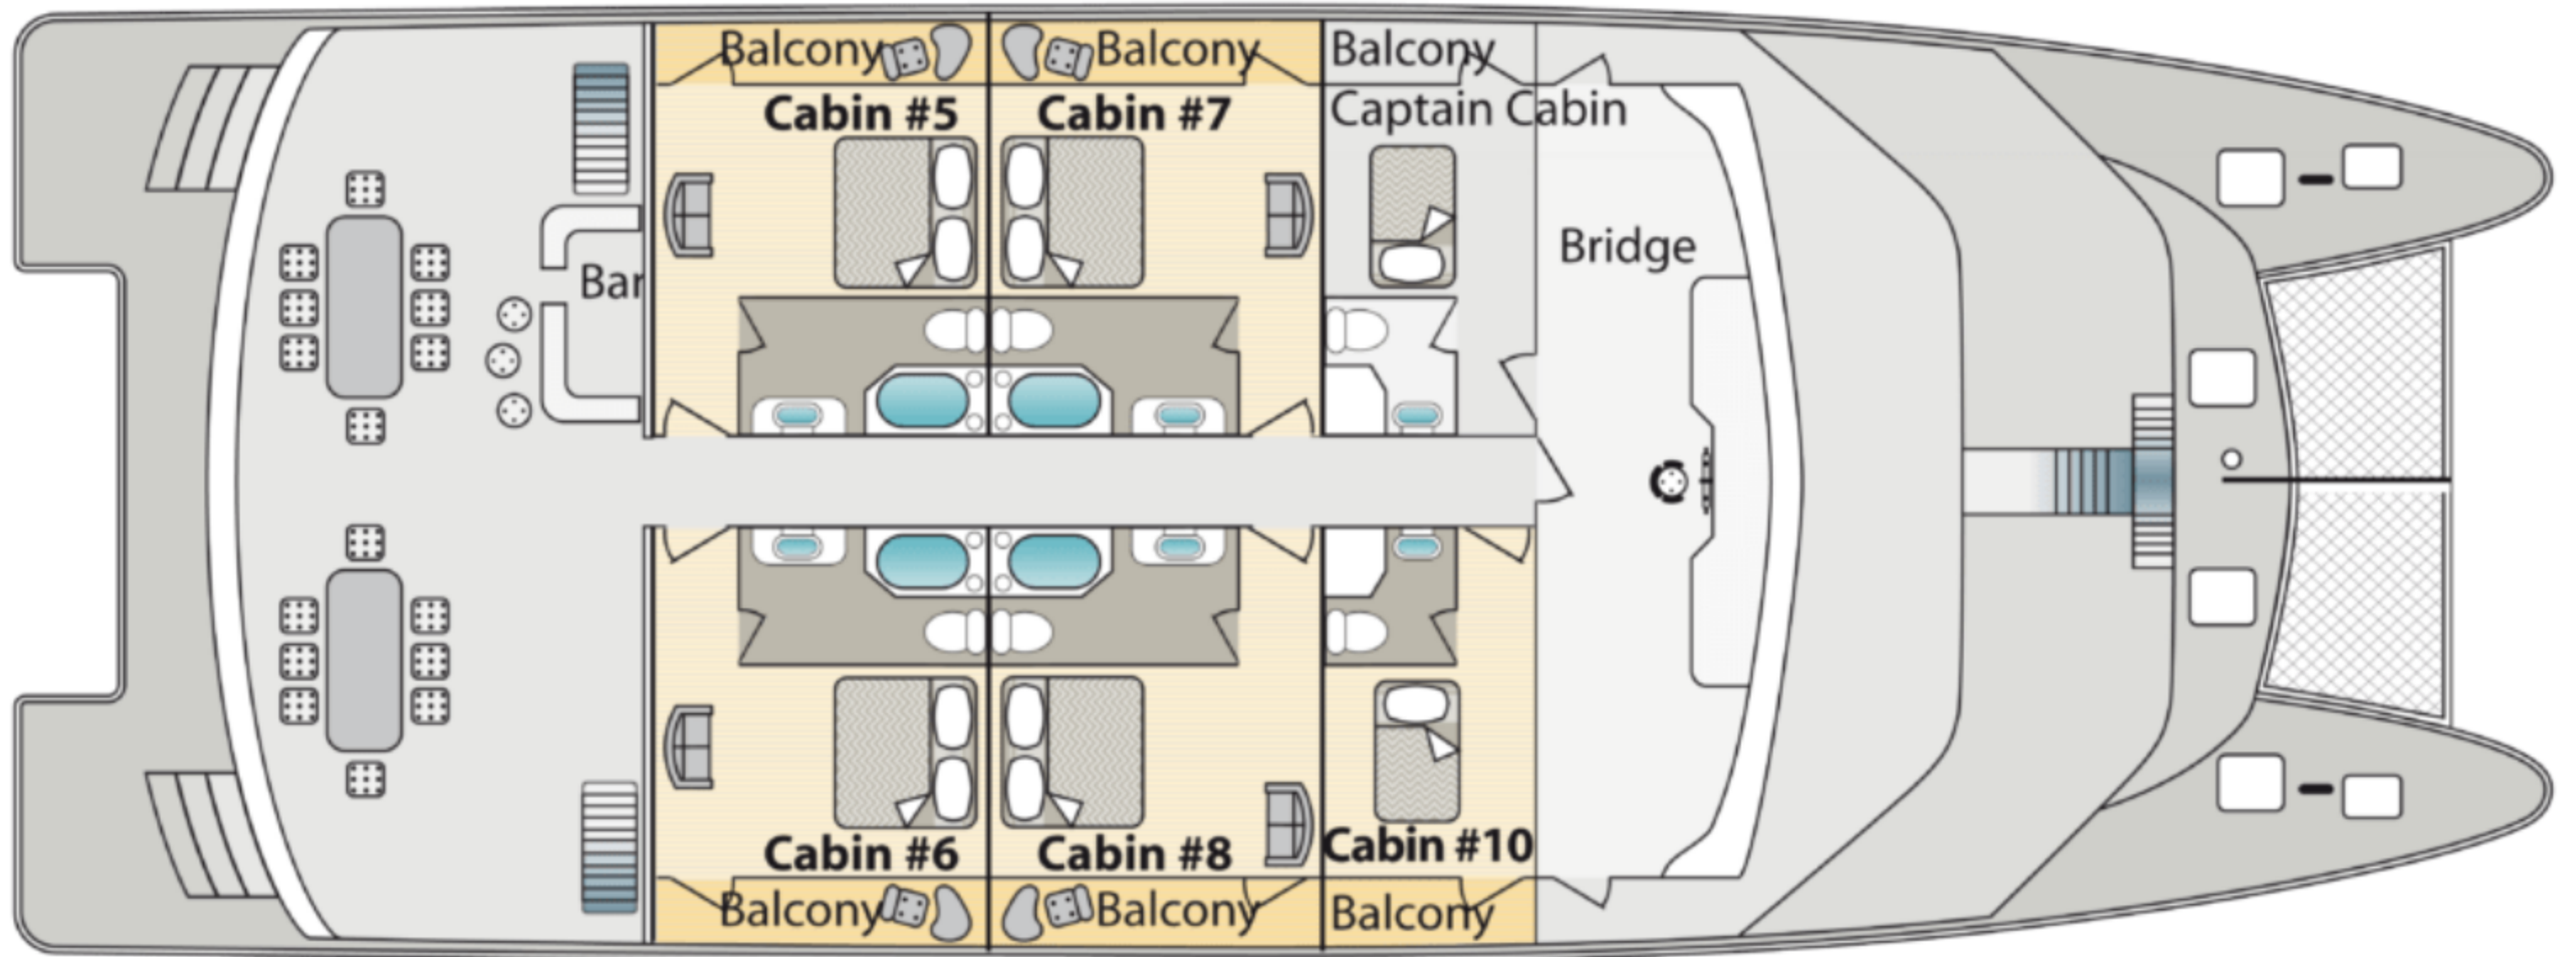 Balcony
Balcony
Balcony
Cabin #5
Cabin #7
Captain Cabin
Bar
Bridge
Cabin #6
Cabin #8
Cabin #10
Balcony
Balcony
Balcony